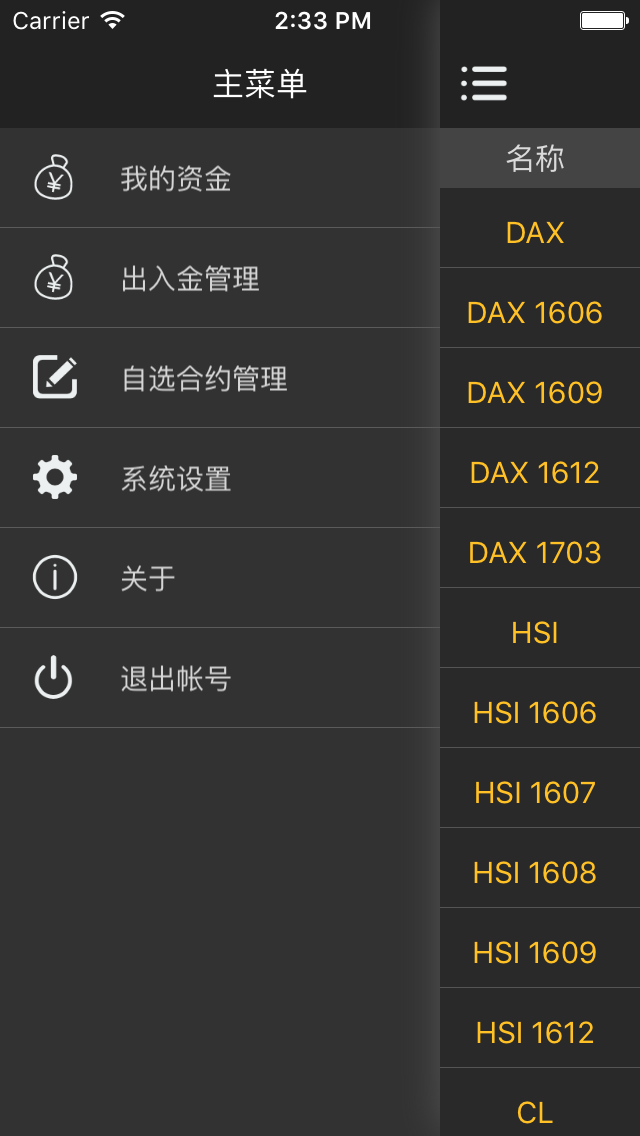 Carrier 2:33 PM
主菜单
我的资金
出入金管理
自选合约管理
系统设置
关于
退出帐号
名称
DAX
DAX 1606
DAX 1609
DAX 1612
DAX 1703
HSI
HSI 1606
HSI 1607
HSI 1608
HSI 1609
HSI 1612
CL